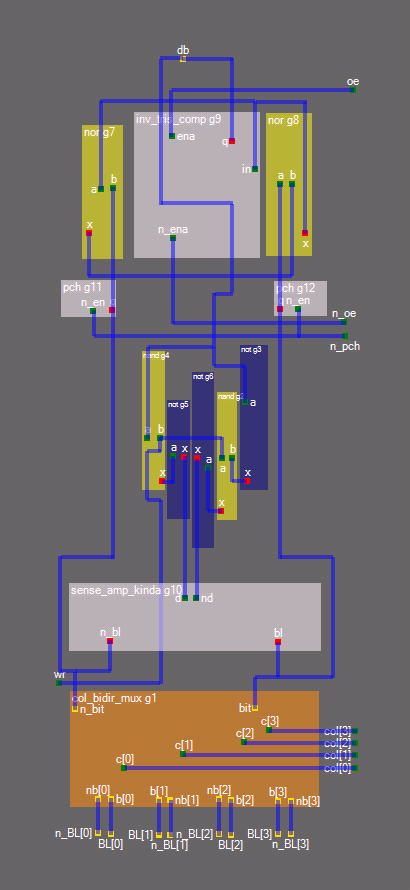 db
oe
inv_tris_comp g9
nor g7
nor g8
ena
q
in
a
b
a
b
x
n_ena
x
pch g11
pch g12
n_en
q
q
n_en
n_oe
n_pch
not g3
nand g4
not g6
not g5
nand g2
a
a
b
a
x
x
a
a
b
x
x
x
sense_amp_kinda g10
d
nd
n_bl
bl
wr
col_bidir_mux g1
n_bit
bit
c[3]
col[3]
c[2]
col[2]
c[1]
col[1]
c[0]
col[0]
nb[0]
b[0]
b[1]
nb[1]
nb[2]
b[2]
b[3]
nb[3]
n_BL[0]
BL[0]
BL[1]
n_BL[1]
n_BL[2]
BL[2]
BL[3]
n_BL[3]